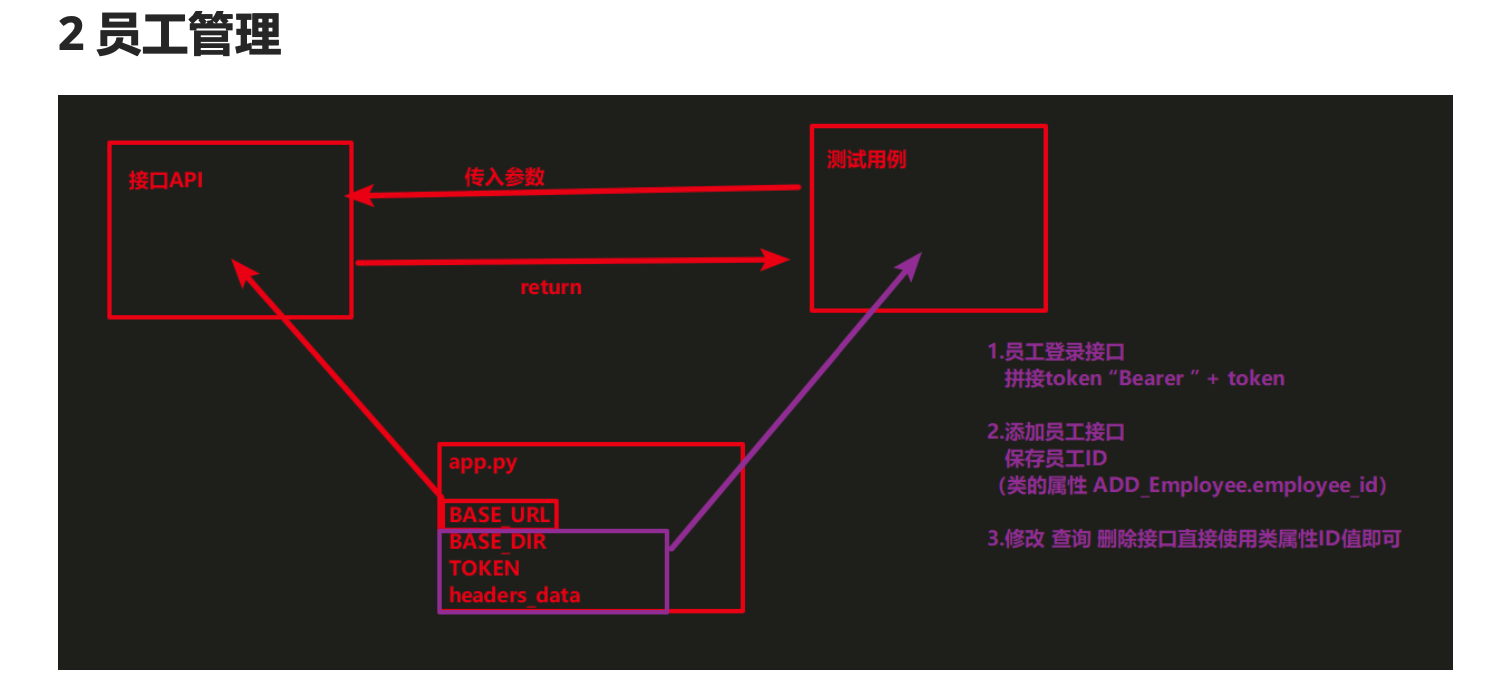 2 员工管理
接口API
传入参数
return
测试用例
app.py
BASE_URL
BASE_DIR
TOKEN
headers_data
1.员工登录接口
拼接token “Bearer ” + token
2.添加员工接口
保存员工ID
（类的属性 ADD_Employee.employee_id）
3.修改 查询 删除接口直接使用类属性ID值即可